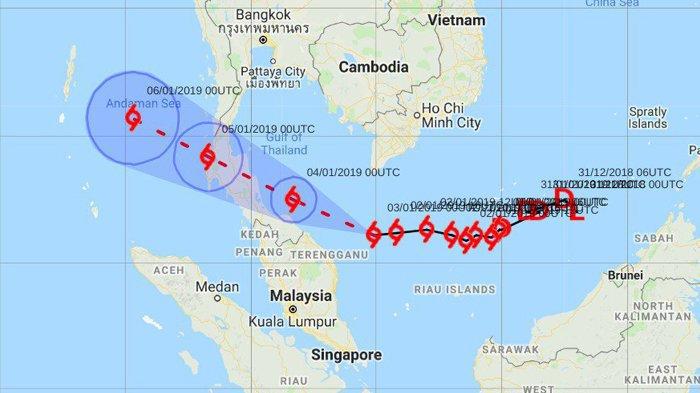 China Sea
Vietnam
Bangkok
กรุงเทพมหานคร
Pattaya City
เมืองพัทยา
Cambodia
06/01/2019 00UTC
Andaman Sea
Ho Chi
Minh City
Spratly
Islands
05/01/2019 00UTC
Gulf of
Thailand
04/01/2019 00UTC
31/12/2018 06UTC
00UTC
L
D
KEDAH
PENANG
TERENGGANU
SABAH
ACEH
PERAK
Brunei
Medan
Malaysia
RIAU ISLANDS
NORTH
KALIMANTAN
Kuala Lumpur
Singapore
SARAWAK
EAST
KALIMANTAN
RIAU
WEST